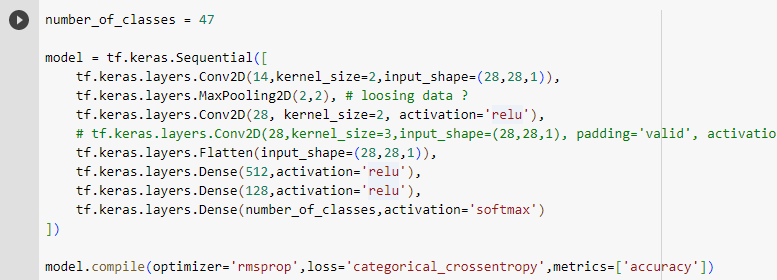 number_of_classes = 47
model = tf.keras.Sequential([
tf.keras.layers.Conv2D(14,kernel_size=2,input_shape=(28,28,1)),
tf.keras.layers.MaxPooling2D(2,2), # loosing data ?
tf.keras.layers.Conv2D(28, kernel_size=2, activation='relu'),
# tf.keras.layers.Conv2D(28,kernel_size=3,input_shape=(28,28,1), padding='valid', activatio
tf.keras.layers.Flatten(input_shape=(28,28,1)),
tf.keras.layers.Dense(512,activation='relu'),
tf.keras.layers.Dense(128,activation='relu'),
tf.keras.layers.Dense(number_of_classes,activation='softmax')
])
model.compile(optimizer='rmsprop',loss='categorical_crossentropy',metrics=['accuracy'])